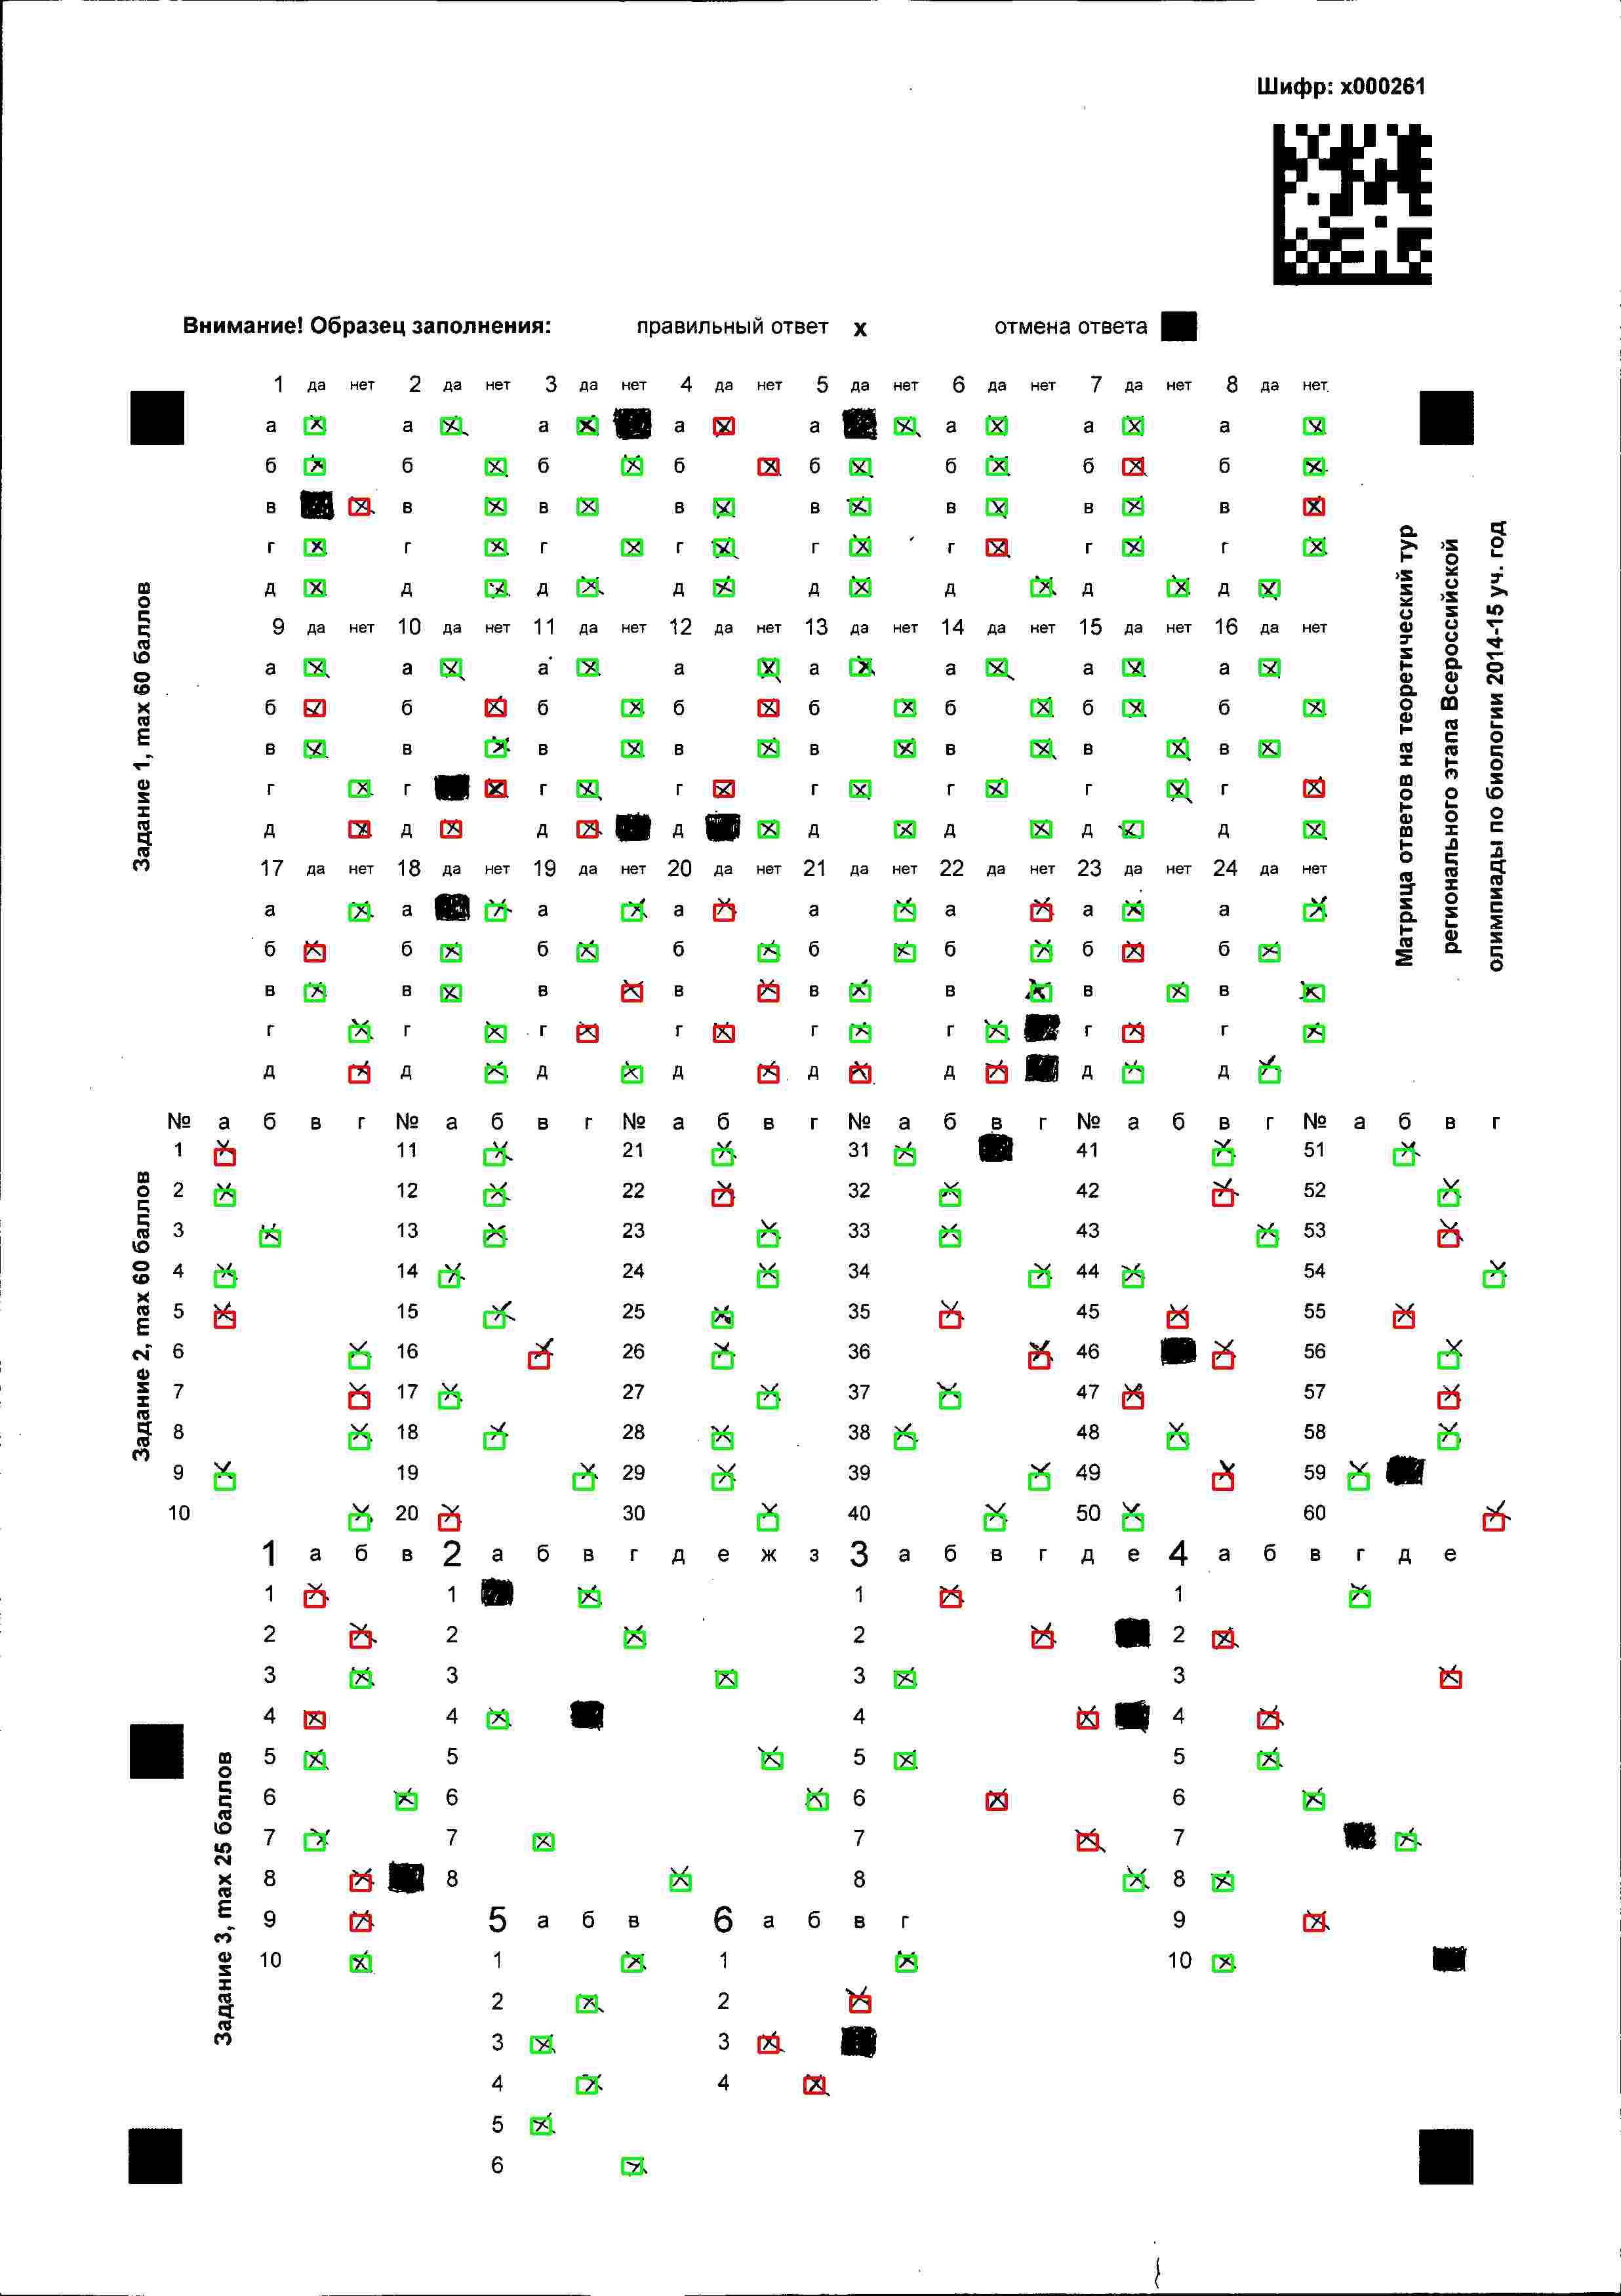 Шифр: x000261
Внимание! Образец заполнения: правильный ответ x отмена ответа
1 да нет 2 да нет 3 да нет 4 да нет 5 да нет 6 да нет 7 да нет 8 да нет
а а а а а а а а
б б б б б б б б
в в в в в в в в
г г г г г г г г
д д д д д д д д
9 да нет 10 да нет 11 да нет 12 да нет 13 да нет 14 да нет 15 да нет 16 да нет
а а а а а а а а
б б б б б б б б
в в в в в в в в
г г г г г г г г
д д д д д д д д
17 да нет 18 да нет 19 да нет 20 да нет 21 да нет 22 да нет 23 да нет 24 да нет
а а а а а а а а
б б б б б б б б
в в в в в в в в
г г г г г г г г
д д д д д д д д
Задание 1, max 60 баллов
Матрица ответов на теоретический тур
регионального этапа Всероссийской
олимпиады по биологии 2014-15 уч. год
№ а б в г № а б в г № а б в г № а б в г № а б в г № а б в г
1 11 21 31 41 51
2 12 22 32 42 52
3 13 23 33 43 53
4 14 24 34 44 54
5 15 25 35 45 55
6 16 26 36 46 56
7 17 27 37 47 57
8 18 28 38 48 58
9 19 29 39 49 59
10 20 30 40 50 60
Задание 2, max 60 баллов
1 а б в 2 а б в г д е ж з 3 а б в г д е 4 а б в г д е
1 1 1 1
2 2 2 2
3 3 3 3
4 4 4 4
5 5 5 5
6 6 6 6
7 7 7 7
8 8 8 8
9 5 а б в 6 а б в г 9
10 1 1 10
2 2
3 3
4 4
5
6
Задание 3, max 25 баллов